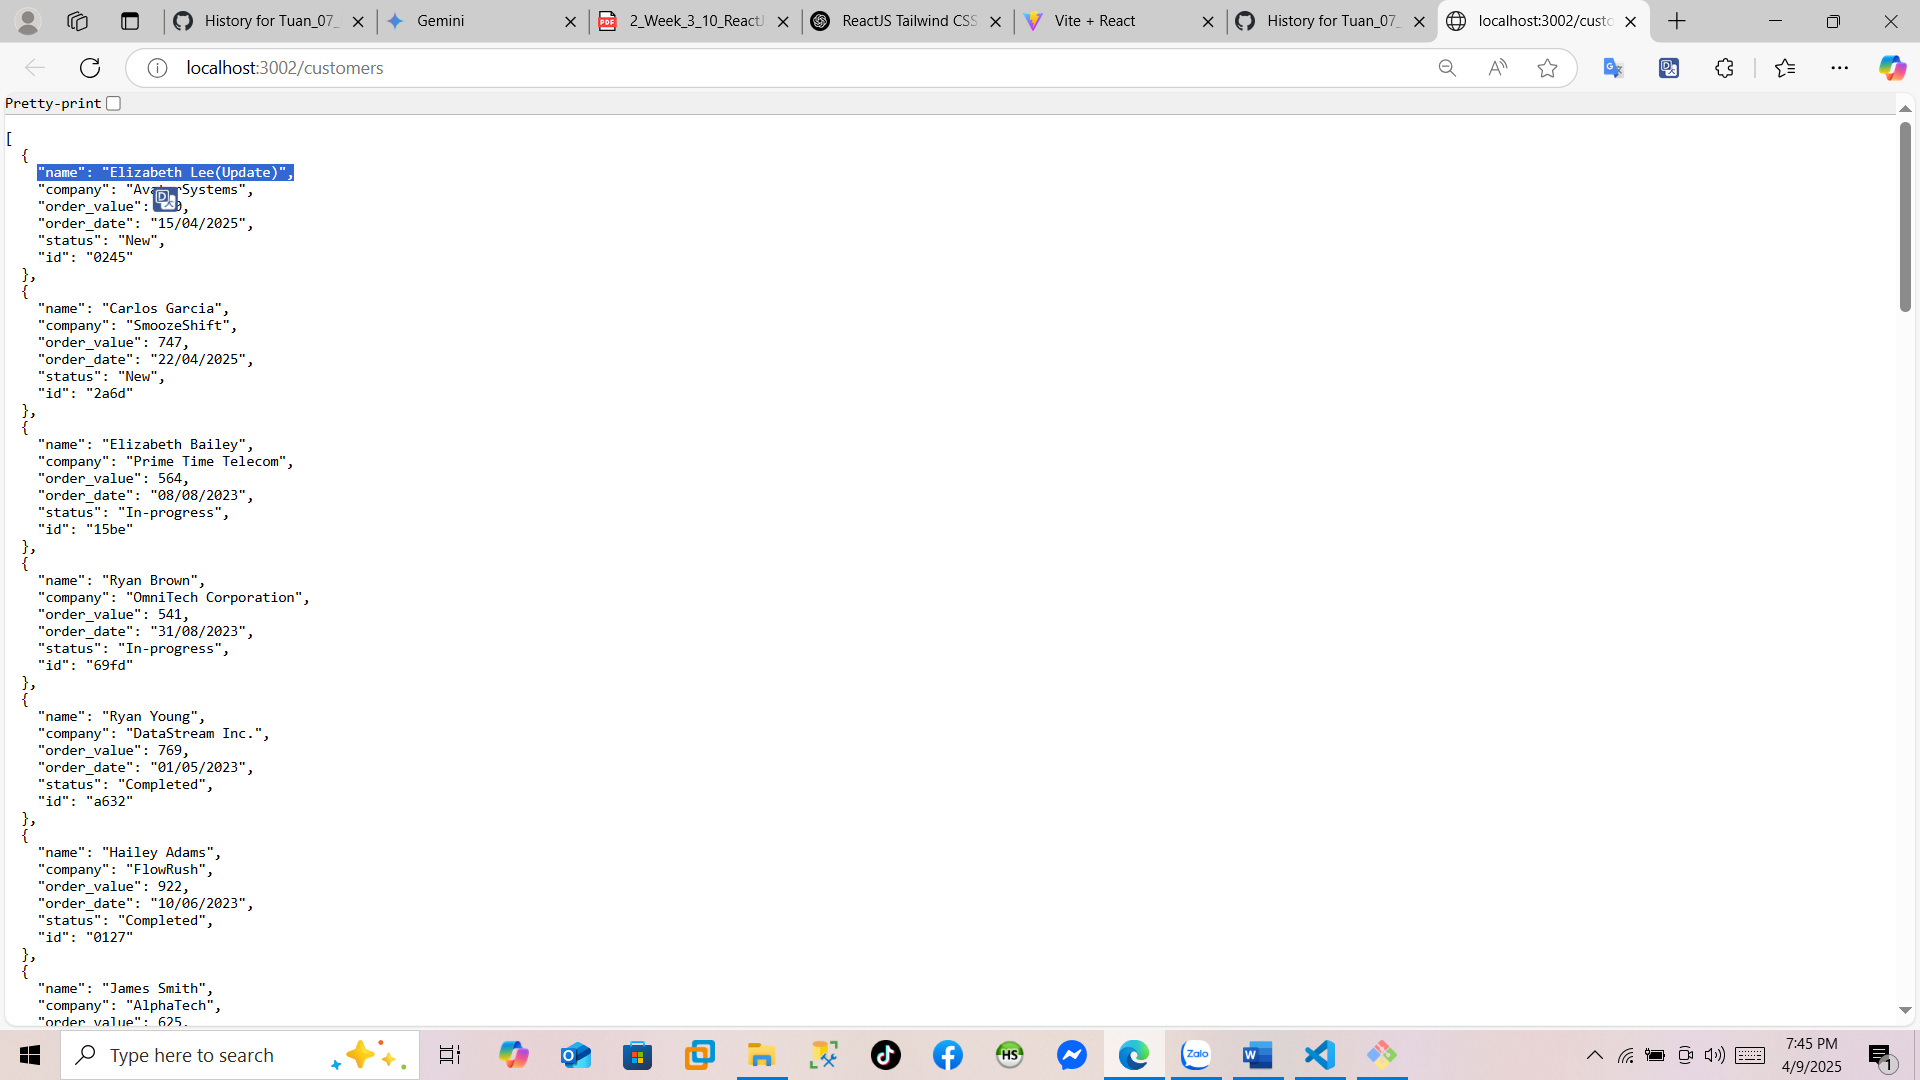 History for Tuan_07_
Gemini
2_Week_3_10_ReactJ
ReactJS Tailwind CSS
Vite + React
History for Tuan_07_
localhost:3002/custo
localhost:3002/customers
Pretty-print
[
{
"name": "Elizabeth Lee(Update)",
"company": "AvatarSystems",
"order_value":
"order_date": "15/04/2025",
"status": "New",
"id": "0245"
},
{
"name": "Carlos Garcia",
"company": "SmoozeShift",
"order_value": 747,
"order_date": "22/04/2025",
"status": "New",
"id": "2a6d"
},
{
"name": "Elizabeth Bailey",
"company": "Prime Time Telecom",
"order_value": 564,
"order_date": "08/08/2023",
"status": "In-progress",
"id": "15be"
},
{
"name": "Ryan Brown",
"company": "OmniTech Corporation",
"order_value": 541,
"order_date": "31/08/2023",
"status": "In-progress",
"id": "69fd"
},
{
"name": "Ryan Young",
"company": "DataStream Inc.",
"order_value": 769,
"order_date": "01/05/2023",
"status": "Completed",
"id": "a632"
},
{
"name": "Hailey Adams",
"company": "FlowRush",
"order_value": 922,
"order_date": "10/06/2023",
"status": "Completed",
"id": "0127"
},
{
"name": "James Smith",
"company": "AlphaTech",
"order_value": 625,
Type here to search
HS
Zalo
7:45 PM
4/9/2025
1